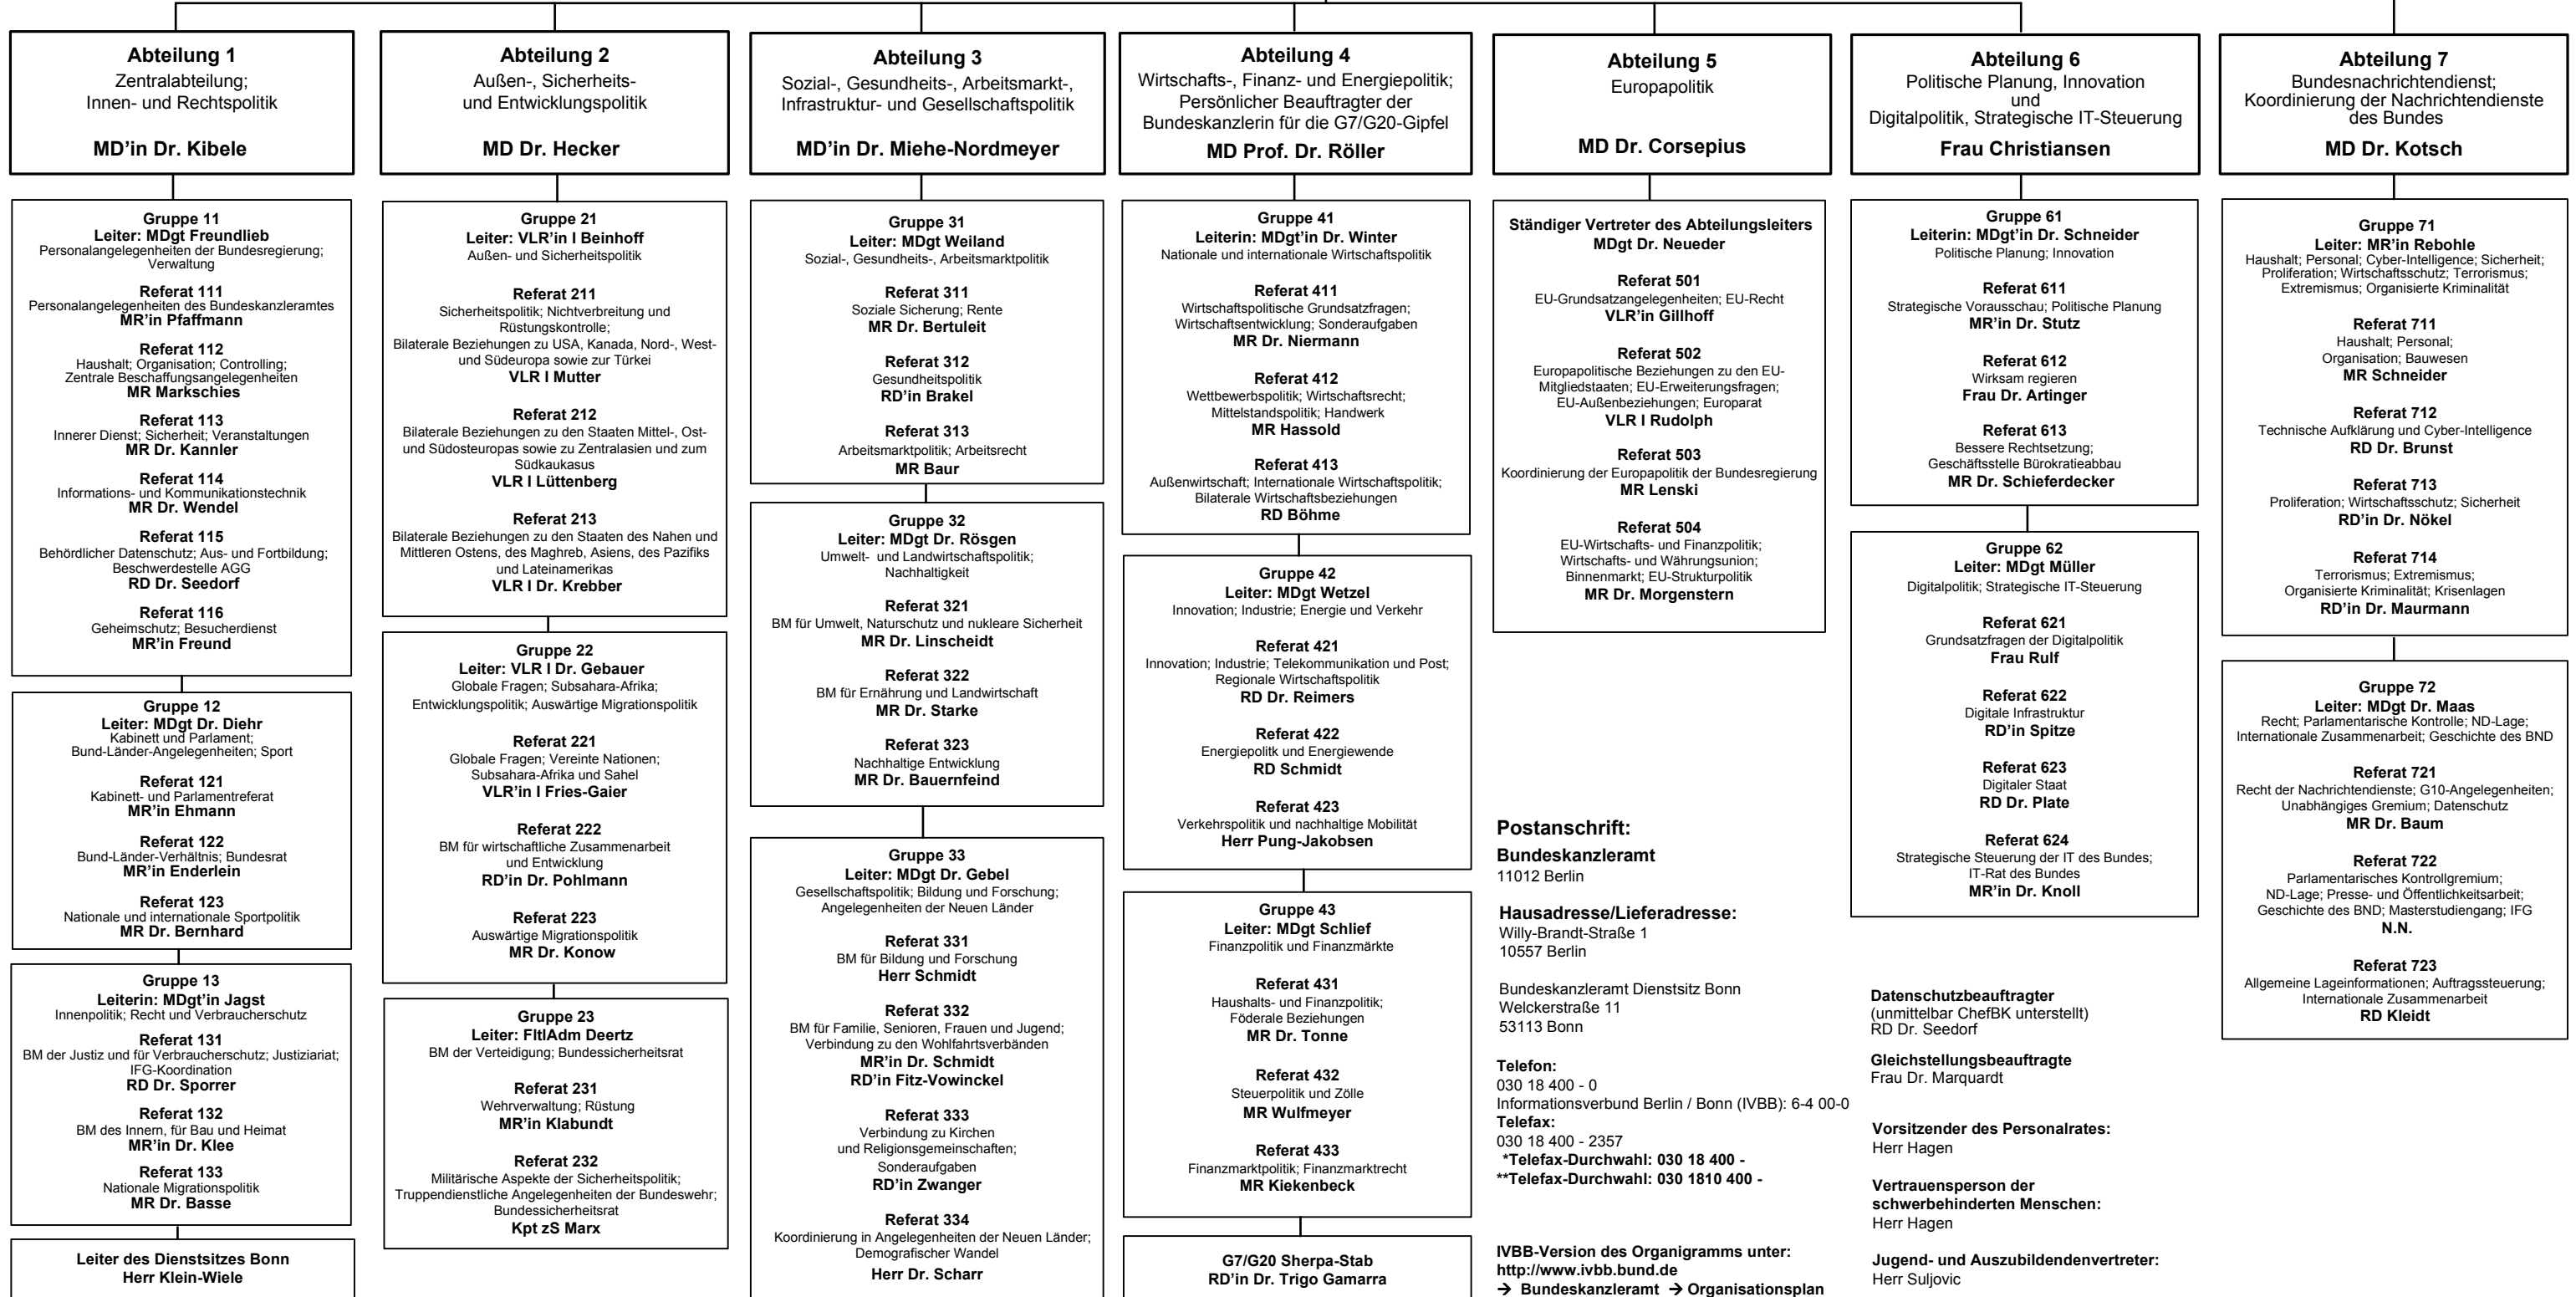 Abteilung 1
Zentralabteilung;
Innen- und Rechtspolitik
MD’in Dr. Kibele
Gruppe 11
Leiter: MDgt Freundlieb
Personalangelegenheiten der Bundesregierung;
Verwaltung
Referat 111
Personalangelegenheiten des Bundeskanzleramtes
MR’in Pfaffmann
Referat 112
Haushalt; Organisation; Controlling;
Zentrale Beschaffungsangelegenheiten
MR Markschies
Referat 113
Innerer Dienst; Sicherheit; Veranstaltungen
MR Dr. Kannler
Referat 114
Informations- und Kommunikationstechnik
MR Dr. Wendel
Referat 115
Behördlicher Datenschutz; Aus- und Fortbildung;
Beschwerdestelle AGG
RD Dr. Seedorf
Referat 116
Geheimschutz; Besucherdienst
MR’in Freund
Gruppe 12
Leiter: MDgt Dr. Diehr
Kabinett und Parlament;
Bund-Länder-Angelegenheiten; Sport
Referat 121
Kabinett- und Parlamentreferat
MR’in Ehmann
Referat 122
Bund-Länder-Verhältnis; Bundesrat
MR’in Enderlein
Referat 123
Nationale und internationale Sportpolitik
MR Dr. Bernhard
Gruppe 13
Leiterin: MDgt’in Jagst
Innenpolitik; Recht und Verbraucherschutz
Referat 131
BM der Justiz und für Verbraucherschutz; Justiziariat;
IFG-Koordination
RD Dr. Sporrer
Referat 132
BM des Innern, für Bau und Heimat
MR’in Dr. Klee
Referat 133
Nationale Migrationspolitik
MR Dr. Basse
Leiter des Dienstsitzes Bonn
Herr Klein-Wiele
Abteilung 2
Außen-, Sicherheits-
und Entwicklungspolitik
MD Dr. Hecker
Gruppe 21
Leiter: VLR’in I Beinhoff
Außen- und Sicherheitspolitik
Referat 211
Sicherheitspolitik; Nichtverbreitung und
Rüstungskontrolle;
Bilaterale Beziehungen zu USA, Kanada, Nord-, West-
und Südeuropa sowie zur Türkei
VLR I Mutter
Referat 212
Bilaterale Beziehungen zu den Staaten Mittel-, Ost-
und Südosteuropas sowie zu Zentralasien und zum
Südkaukasus
VLR I Lüttenberg
Referat 213
Bilaterale Beziehungen zu den Staaten des Nahen und
Mittleren Ostens, des Maghreb, Asiens, des Pazifiks
und Lateinamerikas
VLR I Dr. Krebber
Gruppe 22
Leiter: VLR I Dr. Gebauer
Globale Fragen; Subsahara-Afrika;
Entwicklungspolitik; Auswärtige Migrationspolitik
Referat 221
Globale Fragen; Vereinte Nationen;
Subsahara-Afrika und Sahel
VLR’in I Fries-Gaier
Referat 222
BM für wirtschaftliche Zusammenarbeit
und Entwicklung
RD’in Dr. Pohlmann
Referat 223
Auswärtige Migrationspolitik
MR Dr. Konow
Gruppe 23
Leiter: FltlAdm Deertz
BM der Verteidigung; Bundessicherheitsrat
Referat 231
Wehrverwaltung; Rüstung
MR’in Klabundt
Referat 232
Militärische Aspekte der Sicherheitspolitik;
Truppendienstliche Angelegenheiten der Bundeswehr;
Bundessicherheitsrat
Kpt zS Marx
Abteilung 3
Sozial-, Gesundheits-, Arbeitsmarkt-,
Infrastruktur- und Gesellschaftspolitik
MD’in Dr. Miehe-Nordmeyer
Gruppe 31
Leiter: MDgt Weiland
Sozial-, Gesundheits-, Arbeitsmarktpolitik
Referat 311
Soziale Sicherung; Rente
MR Dr. Bertuleit
Referat 312
Gesundheitspolitik
RD’in Brakel
Referat 313
Arbeitsmarktpolitik; Arbeitsrecht
MR Baur
Gruppe 32
Leiter: MDgt Dr. Rösgen
Umwelt- und Landwirtschaftspolitik;
Nachhaltigkeit
Referat 321
BM für Umwelt, Naturschutz und nukleare Sicherheit
MR Dr. Linscheidt
Referat 322
BM für Ernährung und Landwirtschaft
MR Dr. Starke
Referat 323
Nachhaltige Entwicklung
MR Dr. Bauernfeind
Gruppe 33
Leiter: MDgt Dr. Gebel
Gesellschaftspolitik; Bildung und Forschung;
Angelegenheiten der Neuen Länder
Referat 331
BM für Bildung und Forschung
Herr Schmidt
Referat 332
BM für Familie, Senioren, Frauen und Jugend;
Verbindung zu den Wohlfahrtsverbänden
MR’in Dr. Schmidt
RD’in Fitz-Vowinckel
Referat 333
Verbindung zu Kirchen
und Religionsgemeinschaften;
Sonderaufgaben
RD’in Zwanger
Referat 334
Koordinierung in Angelegenheiten der Neuen Länder;
Demografischer Wandel
Herr Dr. Scharr
Abteilung 4
Wirtschafts-, Finanz- und Energiepolitik;
Persönlicher Beauftragter der
Bundeskanzlerin für die G7/G20-Gipfel
MD Prof. Dr. Röller
Gruppe 41
Leiterin: MDgt’in Dr. Winter
Nationale und internationale Wirtschaftspolitik
Referat 411
Wirtschaftspolitische Grundsatzfragen;
Wirtschaftsentwicklung; Sonderaufgaben
MR Dr. Niermann
Referat 412
Wettbewerbspolitik; Wirtschaftsrecht;
Mittelstandspolitik; Handwerk
MR Hassold
Referat 413
Außenwirtschaft; Internationale Wirtschaftspolitik;
Bilaterale Wirtschaftsbeziehungen
RD Böhme
Gruppe 42
Leiter: MDgt Wetzel
Innovation; Industrie; Energie und Verkehr
Referat 421
Innovation; Industrie; Telekommunikation und Post;
Regionale Wirtschaftspolitik
RD Dr. Reimers
Referat 422
Energiepolitk und Energiewende
RD Schmidt
Referat 423
Verkehrspolitik und nachhaltige Mobilität
Herr Pung-Jakobsen
Gruppe 43
Leiter: MDgt Schlief
Finanzpolitik und Finanzmärkte
Referat 431
Haushalts- und Finanzpolitik;
Föderale Beziehungen
MR Dr. Tonne
Referat 432
Steuerpolitik und Zölle
MR Wulfmeyer
Referat 433
Finanzmarktpolitik; Finanzmarktrecht
MR Kiekenbeck
G7/G20 Sherpa-Stab
RD’in Dr. Trigo Gamarra
Abteilung 5
Europapolitik
MD Dr. Corsepius
Ständiger Vertreter des Abteilungsleiters
MDgt Dr. Neueder
Referat 501
EU-Grundsatzangelegenheiten; EU-Recht
VLR’in Gillhoff
Referat 502
Europapolitische Beziehungen zu den EU-
Mitgliedstaaten; EU-Erweiterungsfragen;
EU-Außenbeziehungen; Europarat
VLR I Rudolph
Referat 503
Koordinierung der Europapolitik der Bundesregierung
MR Lenski
Referat 504
EU-Wirtschafts- und Finanzpolitik;
Wirtschafts- und Währungsunion;
Binnenmarkt; EU-Strukturpolitik
MR Dr. Morgenstern
Postanschrift:
Bundeskanzleramt
11012 Berlin
Hausadresse/Lieferadresse:
Willy-Brandt-Straße 1
10557 Berlin
Bundeskanzleramt Dienstsitz Bonn
Welckerstraße 11
53113 Bonn
Telefon:
030 18 400 - 0
Informationsverbund Berlin / Bonn (IVBB): 6-4 00-0
Telefax:
030 18 400 - 2357
*Telefax-Durchwahl: 030 18 400 -
**Telefax-Durchwahl: 030 1810 400 -
IVBB-Version des Organigramms unter:
http://www.ivbb.bund.de
→ Bundeskanzleramt → Organisationsplan
Abteilung 6
Politische Planung, Innovation
und
Digitalpolitik, Strategische IT-Steuerung
Frau Christiansen
Gruppe 61
Leiterin: MDgt’in Dr. Schneider
Politische Planung; Innovation
Referat 611
Strategische Vorausschau; Politische Planung
MR’in Dr. Stutz
Referat 612
Wirksam regieren
Frau Dr. Artinger
Referat 613
Bessere Rechtsetzung;
Geschäftsstelle Bürokratieabbau
MR Dr. Schieferdecker
Gruppe 62
Leiter: MDgt Müller
Digitalpolitik; Strategische IT-Steuerung
Referat 621
Grundsatzfragen der Digitalpolitik
Frau Rulf
Referat 622
Digitale Infrastruktur
RD’in Spitze
Referat 623
Digitaler Staat
RD Dr. Plate
Referat 624
Strategische Steuerung der IT des Bundes;
IT-Rat des Bundes
MR’in Dr. Knoll
Datenschutzbeauftragter
(unmittelbar ChefBK unterstellt)
RD Dr. Seedorf
Gleichstellungsbeauftragte
Frau Dr. Marquardt
Vorsitzender des Personalrates:
Herr Hagen
Vertrauensperson der
schwerbehinderten Menschen:
Herr Hagen
Jugend- und Auszubildendenvertreter:
Herr Suljovic
Abteilung 7
Bundesnachrichtendienst;
Koordinierung der Nachrichtendienste
des Bundes
MD Dr. Kotsch
Gruppe 71
Leiter: MR’in Rebohle
Haushalt; Personal; Cyber-Intelligence; Sicherheit;
Proliferation; Wirtschaftsschutz; Terrorismus;
Extremismus; Organisierte Kriminalität
Referat 711
Haushalt; Personal;
Organisation; Bauwesen
MR Schneider
Referat 712
Technische Aufklärung und Cyber-Intelligence
RD Dr. Brunst
Referat 713
Proliferation; Wirtschaftsschutz; Sicherheit
RD’in Dr. Nökel
Referat 714
Terrorismus; Extremismus;
Organisierte Kriminalität; Krisenlagen
RD’in Dr. Maurmann
Gruppe 72
Leiter: MDgt Dr. Maas
Recht; Parlamentarische Kontrolle; ND-Lage;
Internationale Zusammenarbeit; Geschichte des BND
Referat 721
Recht der Nachrichtendienste; G10-Angelegenheiten;
Unabhängiges Gremium; Datenschutz
MR Dr. Baum
Referat 722
Parlamentarisches Kontrollgremium;
ND-Lage; Presse- und Öffentlichkeitsarbeit;
Geschichte des BND; Masterstudiengang; IFG
N.N.
Referat 723
Allgemeine Lageinformationen; Auftragssteuerung;
Internationale Zusammenarbeit
RD Kleidt